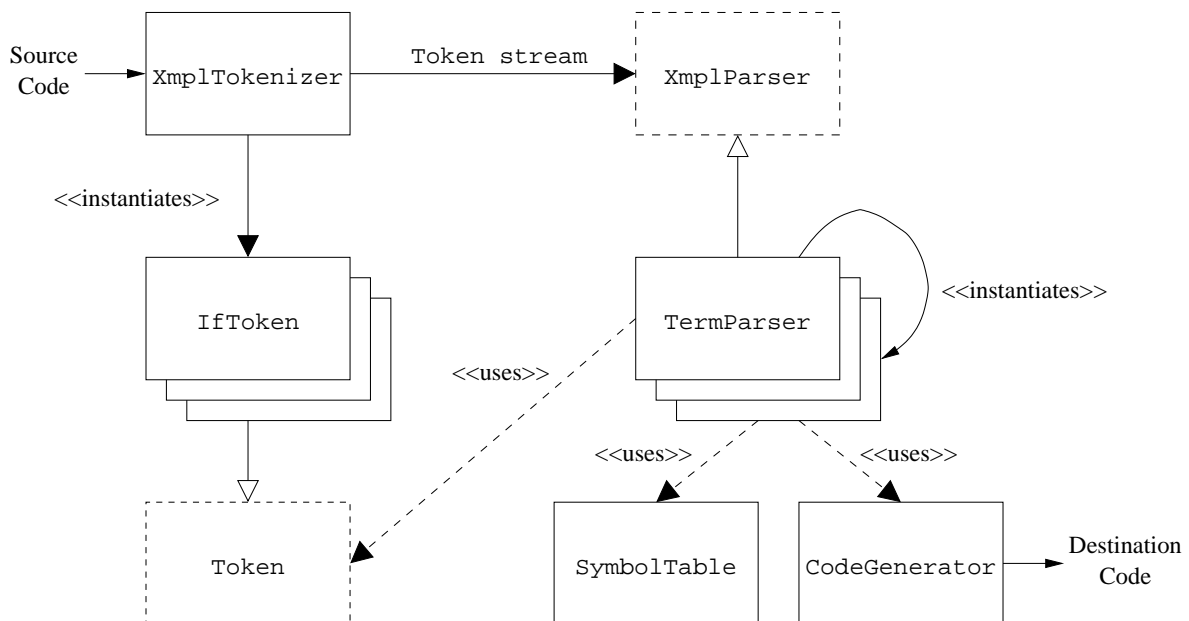 Source
Code
XmplTokenizer
Token stream
XmplParser
<<instantiates>>
<<instantiates>>
IfToken
TermParser
<<uses>>
<<uses>>
<<uses>>
Token
SymbolTable
CodeGenerator
Destination
Code